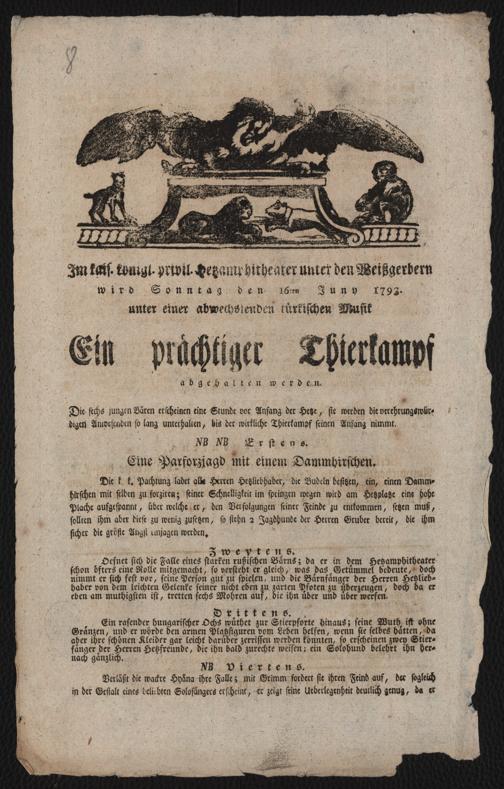 8
Im kais. königl. privil. Hetzamphitheater unter den Weißgerbern
wird Sonntag den 16ten Juny 1793.
unter einer abwechslenden türkischen Musik
Ein prächtiger Thierkampf
abgehalten werden.
Die sechs jungen Bären erscheinen eine Stunde vor Anfang der Hetze, sie werden die verehrungswür-
digen Anwesenden so lang unterhalten, bis der wirkliche Thierkampf seinen Anfang nimmt.
NB NB Erstens.
Eine Parforzjagd mit einem Dammhirschen.
Die k. k. Pachtung ladet alle Herren Hetzliebhaber, die Budeln besitzen, ein, einen Damm-
hirschen mit selben zu forziren; seiner Schnelligkeit im springen wegen wird am Hetzplatze eine hohe
Plache aufgespannt, über welche er, den Verfolgungen seiner Feinde zu entkommen, setzen muß,
sollten ihm aber diese zu wenig zusetzen, so stehn 2 Jagdhunde der Herren Gruber bereit, die ihm
sicher die größte Angst einjagen werden.
Zweytens.
Oefnet sich die Falle eines starken rußischen Bärns; da er in dem Hetzamphitheater
schon öfters eine Rolle mitgemacht, so versteht er gleich, was das Getümmel bedeute, doch
nimmt er sich fest vor, seine Person gut zu spielen, und die Bärnfänger der Herren Hetzlieb-
haber von dem leichten Gelenke seiner nicht eben zu zarten Pfoten zu überzeugen, doch da er
eben am muthigsten ist, tretten sechs Mohren auf, die ihn über und über werfen.
Drittens.
Ein rasender hungarischer Ochs wüthet zur Stierpforte hinaus; seine Wuth ist ohne
Gränzen, und er würde den armen Platzfiguren vom Leben helfen, wenn sie selbes hätten, da
aber ihre schönen Kleider gar leicht darüber zerrissen werden könnten, so erscheinen zwey Stier-
fänger der Herren Hetzfreunde, die ihn bald zurechte weisen; ein Solohund belehrt ihn her-
nach gänzlich.
NB Viertens.
Verläßt die wackre Hyäna ihre Falle; mit Grimm fordert sie ihren Feind auf, der sogleich
in der Gestalt eines beliebten Solofängers erscheint, er zeigt seine Ueberlegenheit deutlich genug, da er